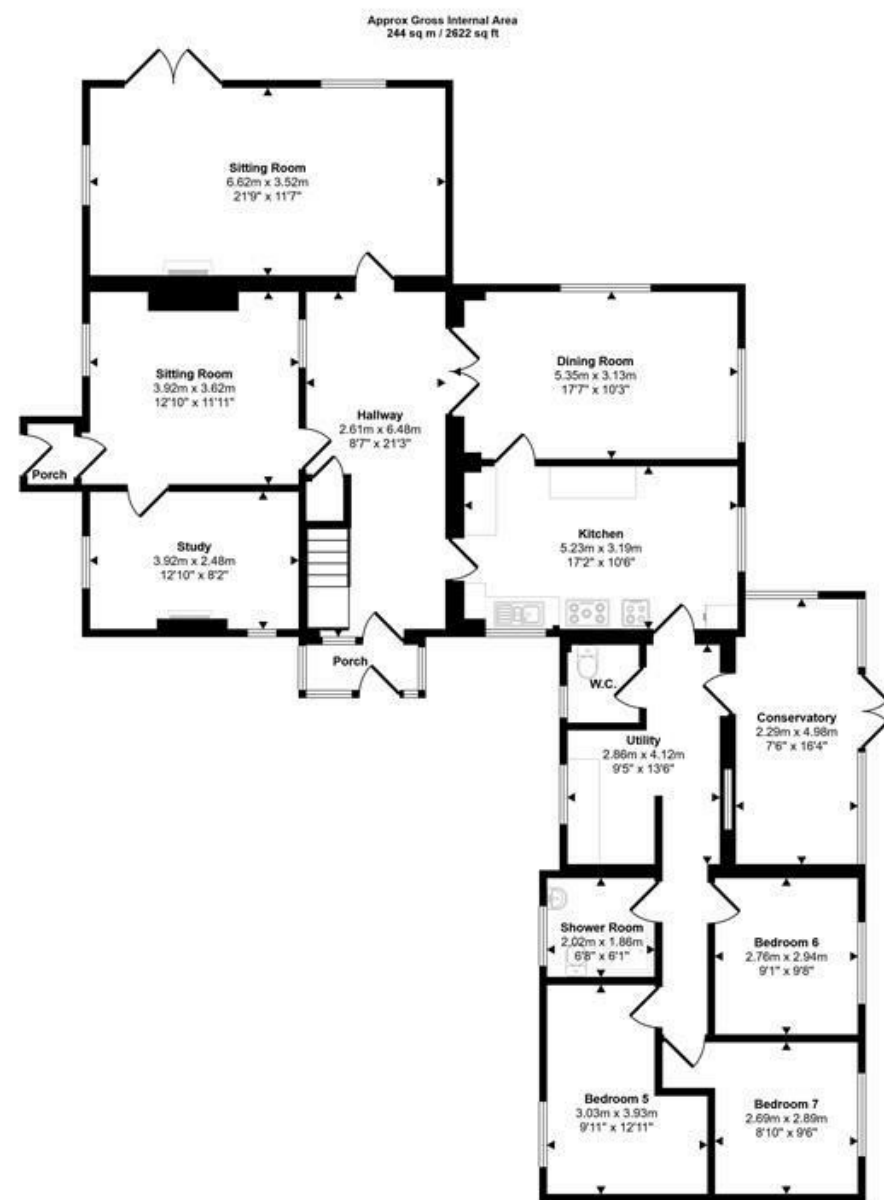 Approx Gross Internal Area
244 sq m / 2622 sq ft
Sitting Room
6.62m x 3.52m
21'9" x 11'7"
Sitting Room
3.92m x 3.62m
12'10" x 11'11"
Dining Room
5.35m x 3.13m
17'7" x 10'3"
Hallway
2.61m x 6.48m
8'7" x 21'3"
Porch
Study
3.92m x 2.48m
12'10" x 8'2"
Kitchen
5.23m x 3.19m
17'2" x 10'6"
Porch
W.C.
Utility
2.86m x 4.12m
9'5" x 13'6"
Conservatory
2.29m x 4.98m
7'6" x 16'4"
Shower Room
2.02m x 1.86m
6'8" x 6'1"
Bedroom 6
2.76m x 2.94m
9'1" x 9'8"
Bedroom 5
3.03m x 3.93m
9'11" x 12'11"
Bedroom 7
2.69m x 2.89m
8'10" x 9'6"